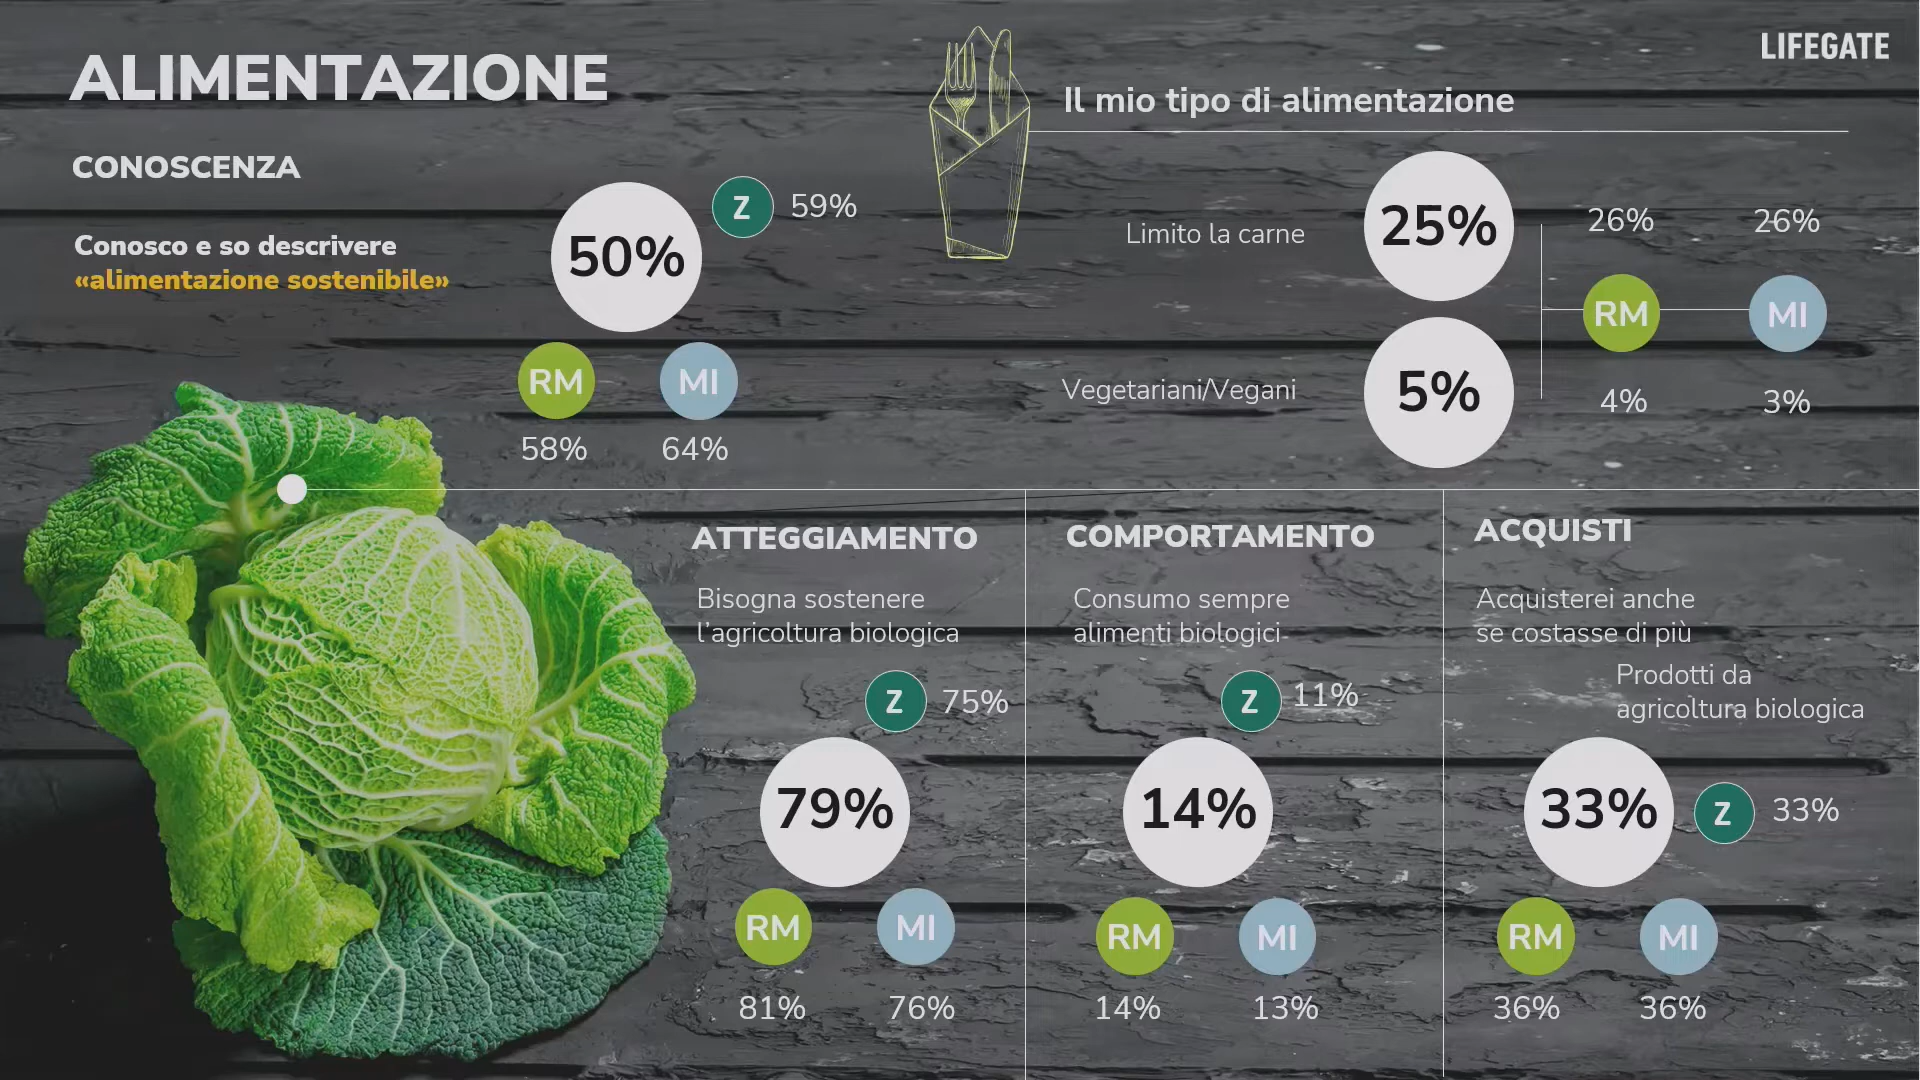 LIFEGATE
ALIMENTAZIONE
CONOSCENZA
Conosco e so descrivere
«alimentazione sostenibile»
50%
Z
59%
RM
MI
58%
64%
Il mio tipo di alimentazione
Limito la carne
25%
26%
26%
RM
MI
Vegetariani/Vegani
5%
4%
3%
ATTEGGIAMENTO
Bisogna sostenere
l'agricoltura biologica
Z
75%
79%
RM
MI
81%
76%
COMPORTAMENTO
Consumo sempre
alimenti biologici
Z
11%
14%
RM
MI
14%
13%
ACQUISTI
Acquisterei anche
se costasse di più
Prodotti da
agricoltura biologica
33%
Z
33%
RM
MI
36%
36%